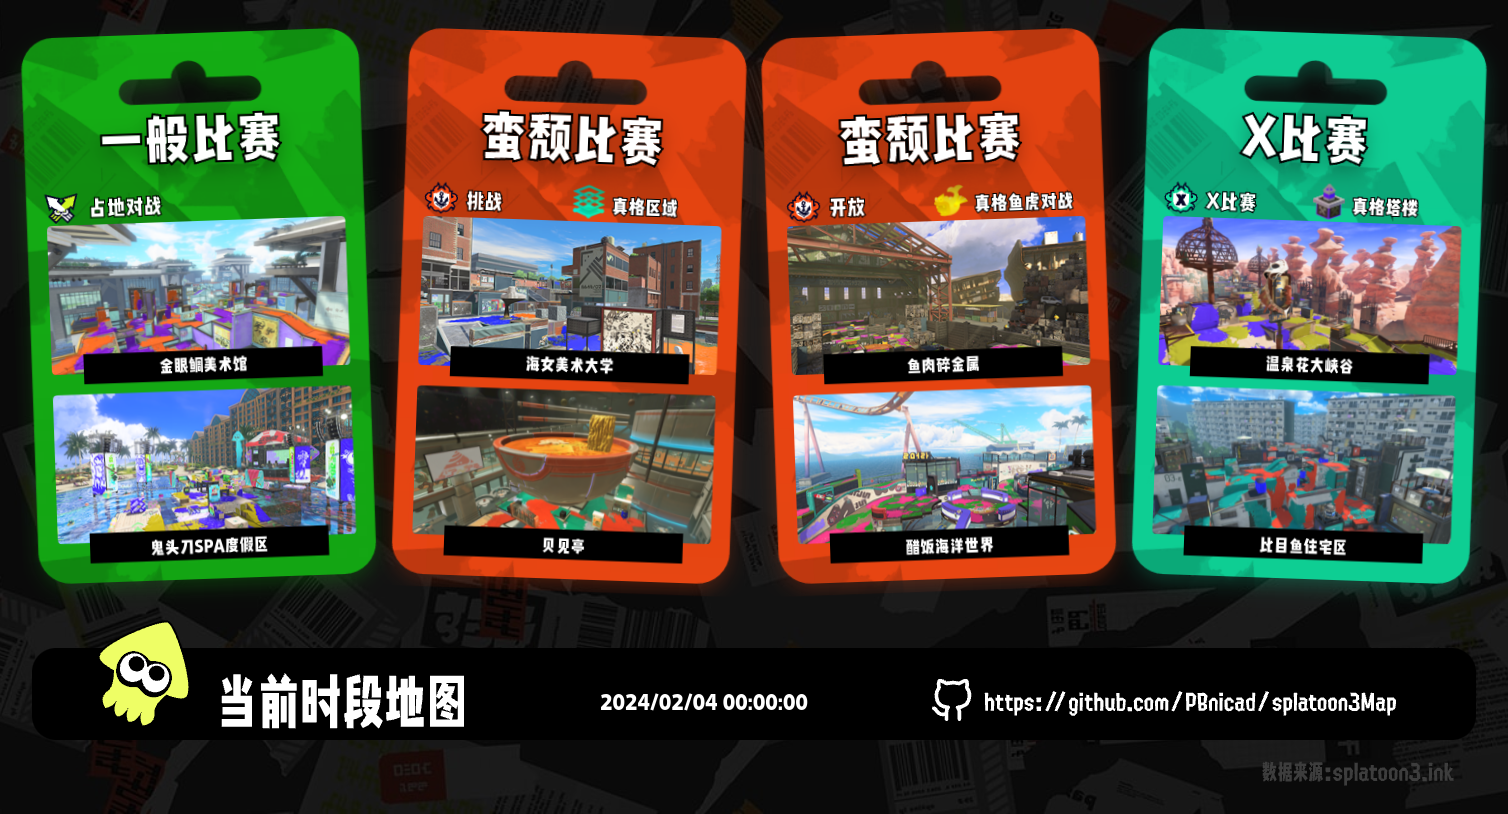 一般比赛
占地对战
金眼鲷美术馆
鬼头刀SPA度假区
蛮颓比赛
挑战
真格区域
海女美术大学
贝见亭
蛮颓比赛
开放
真格鱼虎对战
鱼肉碎金属
醋饭海洋世界
X比赛
X比赛
真格塔楼
温泉花大峡谷
比目鱼住宅区
当前时段地图
2024/02/04 00:00:00
https://github.com/PBnicad/splatoon3Map
数据来源:splatoon3.ink